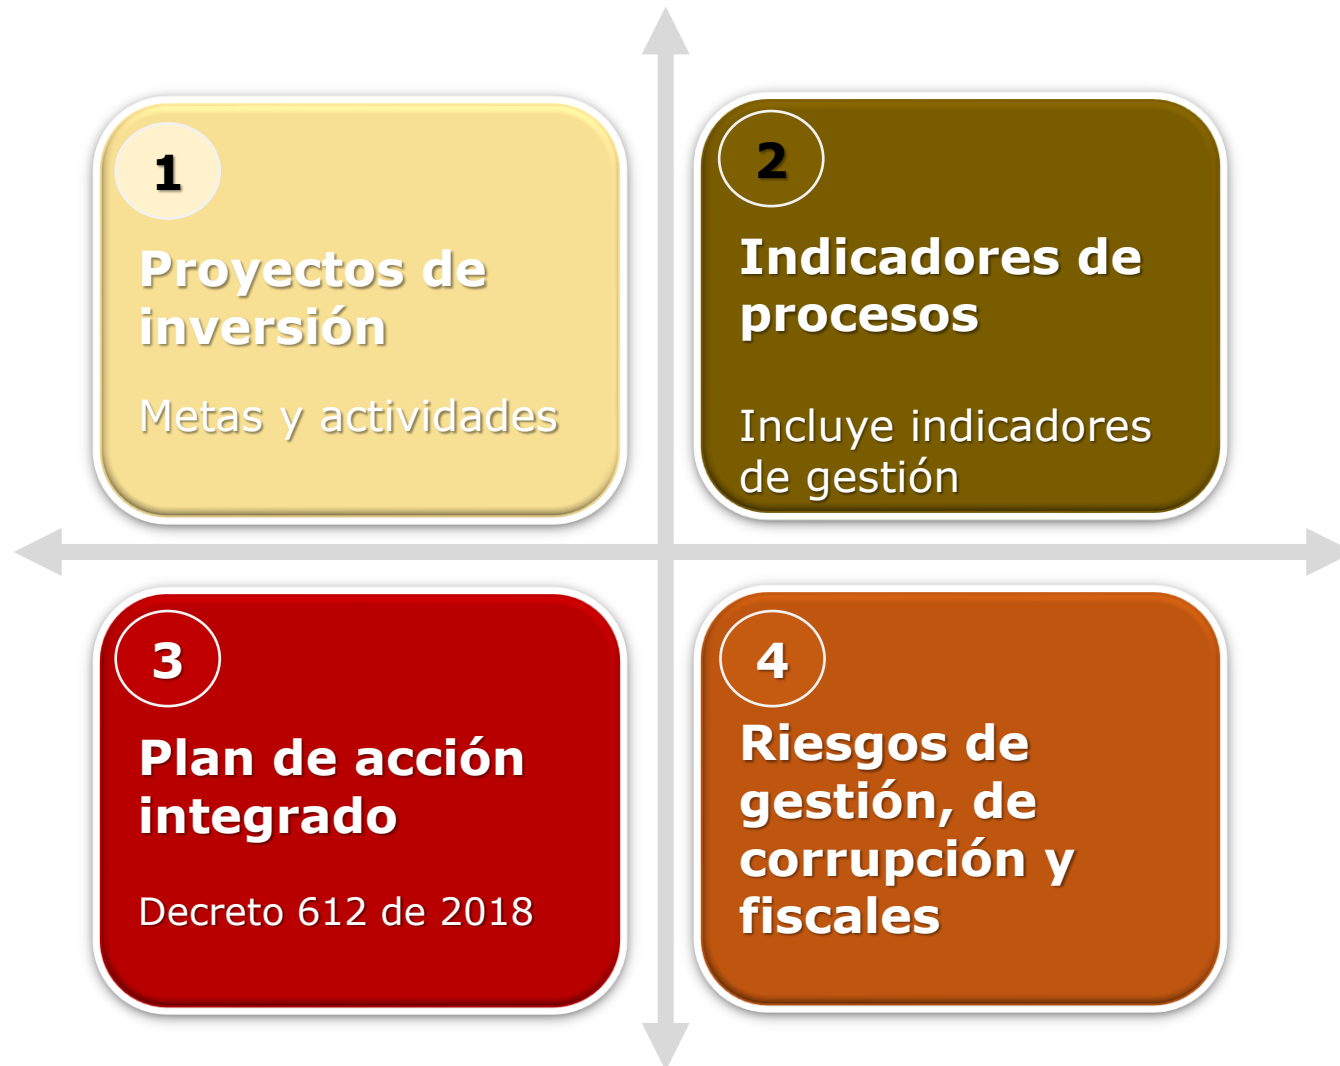 1
Proyectos de
inversión
Metas y actividades
2
Indicadores de
procesos
Incluye indicadores
de gestión
3
Plan de acción
integrado
Decreto 612 de 2018
4
Riesgos de
gestión, de
corrupción y
fiscales